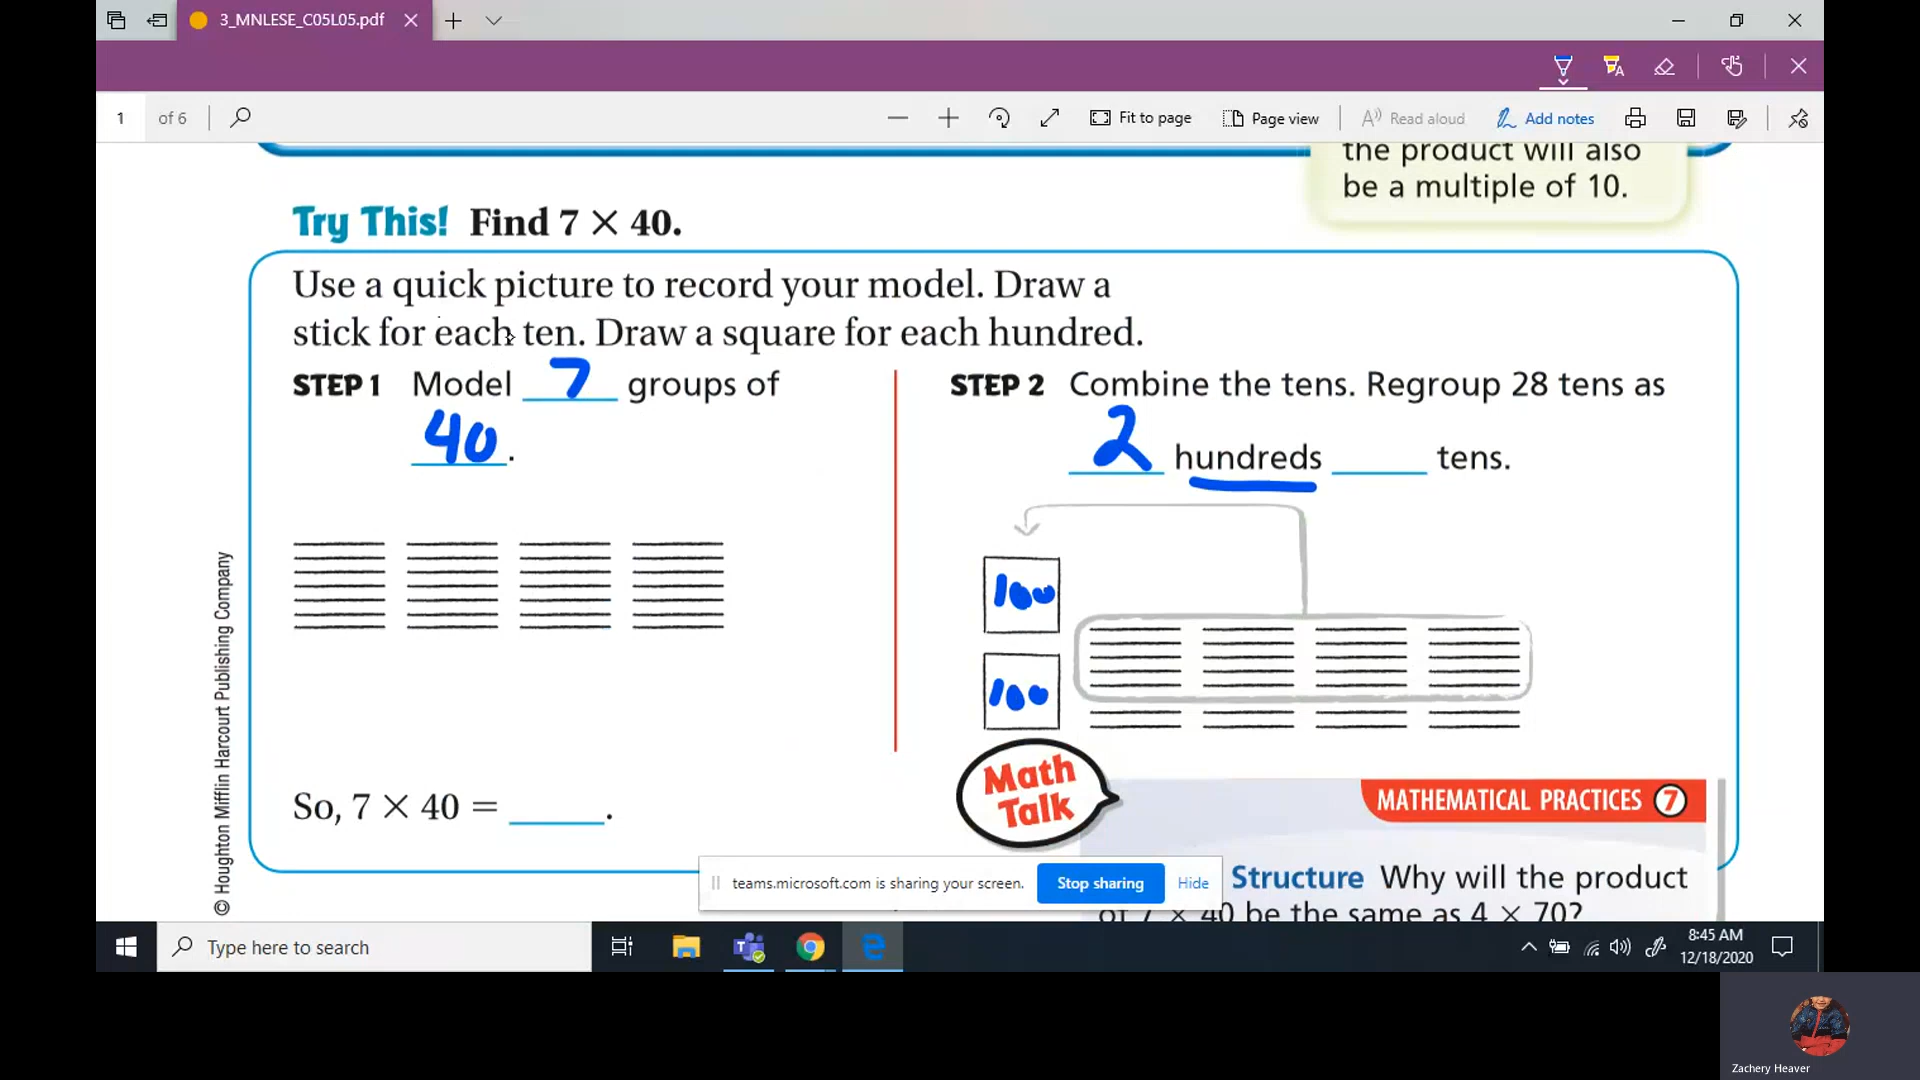 3_MNLESE_C05L05.pdf
1 of 6 Fit to page Page view Read aloud Add notes
the product will also
be a multiple of 10.
Try This! Find 7 × 40.
Use a quick picture to record your model. Draw a
stick for each ten. Draw a square for each hundred.
STEP 1 Model 7 groups of
40.
STEP 2 Combine the tens. Regroup 28 tens as
2 hundreds ____ tens.
100
100
© Houghton Mifflin Harcourt Publishing Company
So, 7 × 40 = ____.
Math
Talk
MATHEMATICAL PRACTICES 7
Structure Why will the product
of 7 × 40 be the same as 4 × 70?
teams.microsoft.com is sharing your screen. Stop sharing Hide
Type here to search
8:45 AM
12/18/2020
Zachery Heaver